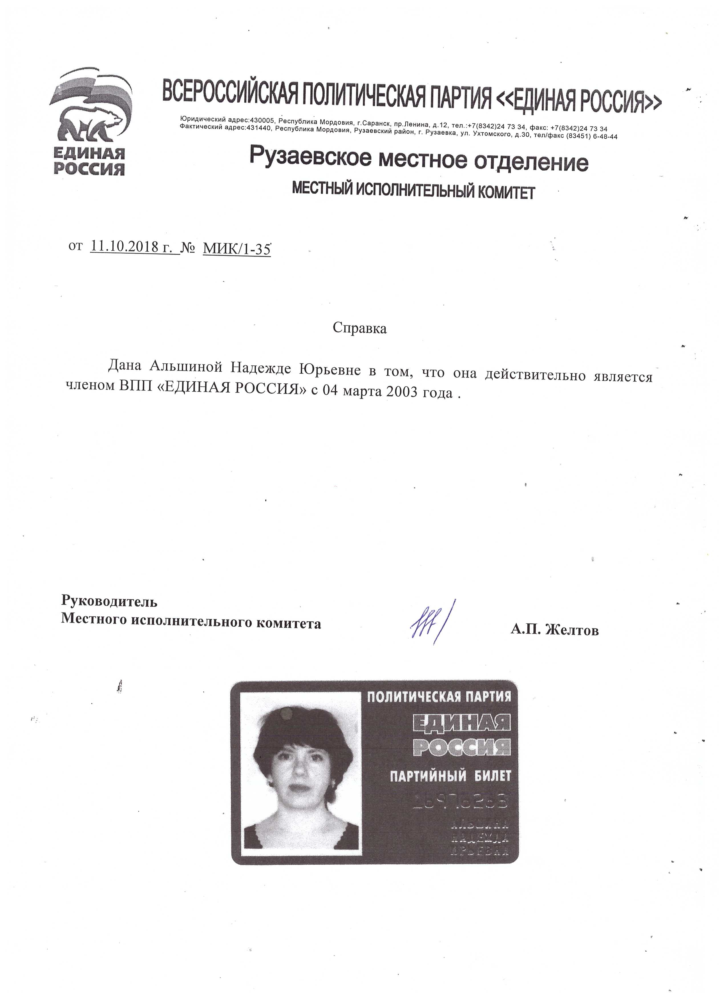 ЕДИНАЯ
РОССИЯ
ВСЕРОССИЙСКАЯ ПОЛИТИЧЕСКАЯ ПАРТИЯ <<ЕДИНАЯ РОССИЯ>>
Юридический адрес:430005, Республика Мордовия, г.Саранск, пр.Ленина, д.12, тел.:+7(8342)24 73 34, факс: +7(8342)24 73 34
Фактический адрес:431440, Республика Мордовия, Рузаевский район, г. Рузаевка, ул. Ухтомского, д.30, тел/факс (83451) 6-48-44
Рузаевское местное отделение
МЕСТНЫЙ ИСПОЛНИТЕЛЬНЫЙ КОМИТЕТ
от 11.10.2018 г. № МИК/1-35
Справка
Дана Альшиной Надежде Юрьевне в том, что она действительно является
членом ВПП «ЕДИНАЯ РОССИЯ» с 04 марта 2003 года .
Руководитель
Местного исполнительного комитета
А.П. Желтов
ПОЛИТИЧЕСКАЯ ПАРТИЯ
ЕДИНАЯ
РОССИЯ
ПАРТИЙНЫЙ БИЛЕТ
АЛЬШИНА
НАДЕЖДА
ЮРЬЕВНА